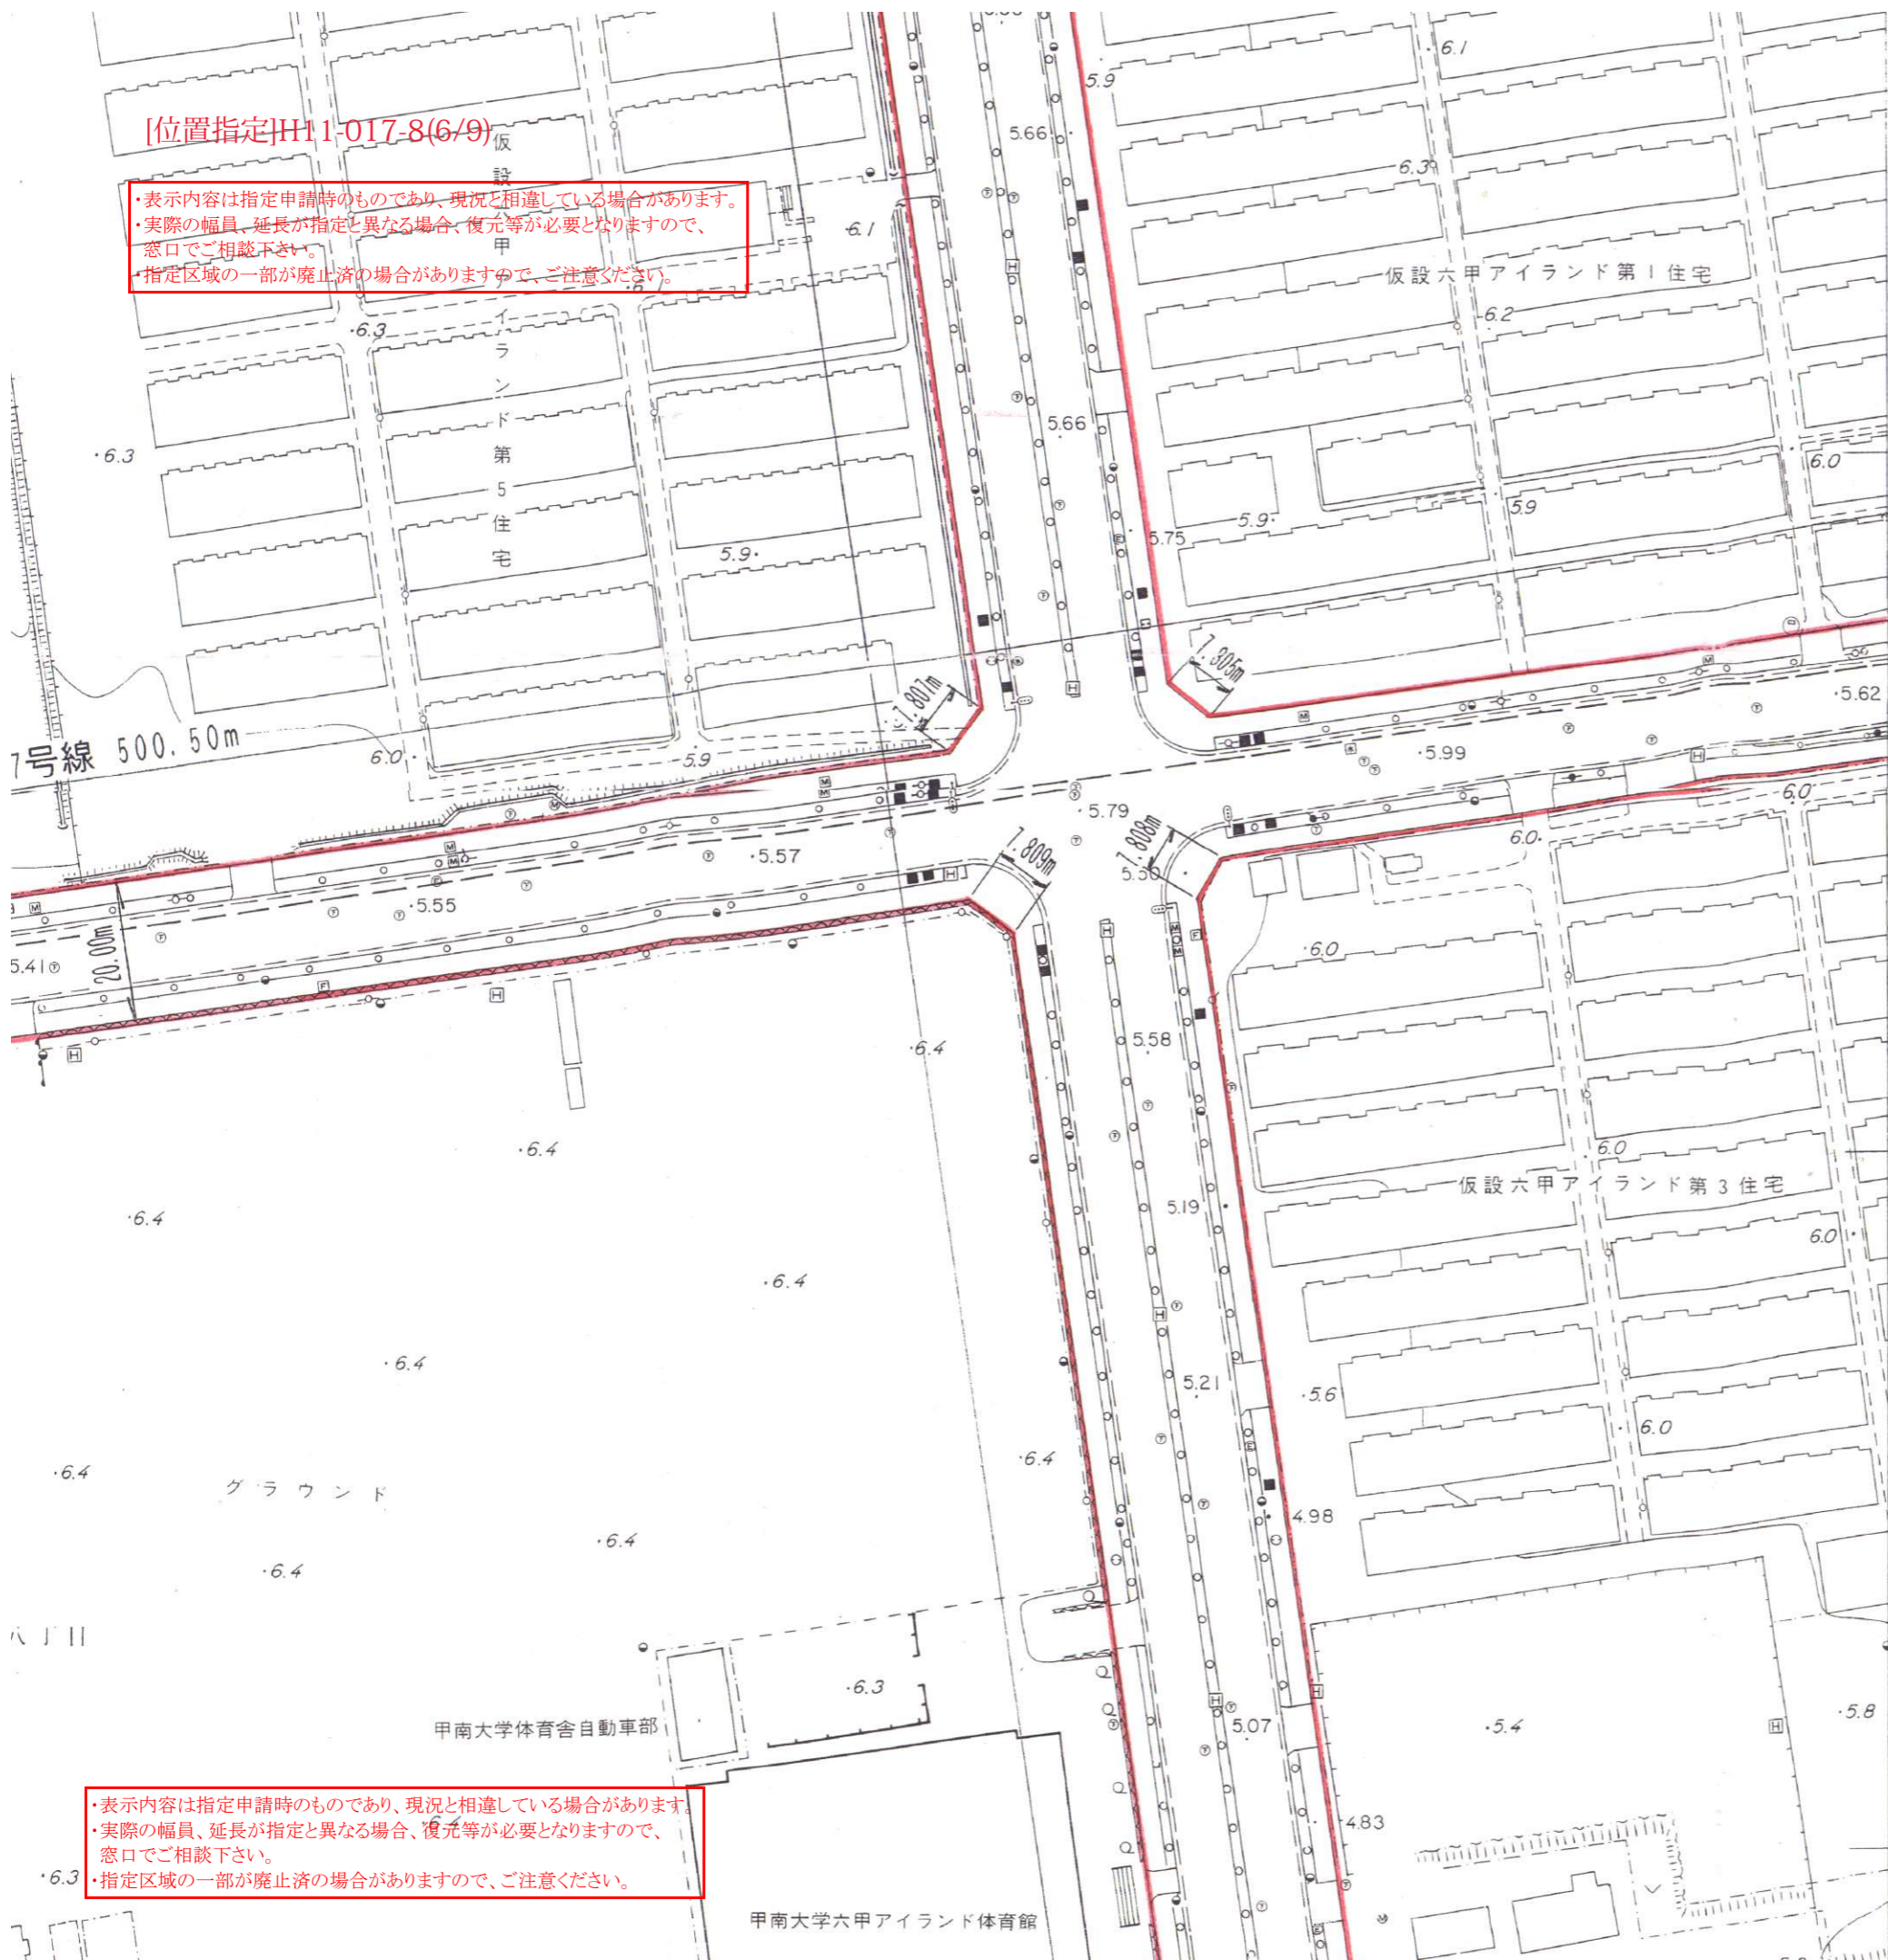 [位置指定]H11-017-8(6/9)
・表示内容は指定申請時のものであり、現況と相違している場合があります。
・実際の幅員、延長が指定と異なる場合、復元等が必要となりますので、
窓口でご相談下さい。
・指定区域の一部が廃止済の場合がありますので、ご注意ください。
5.9
6.1
5.66
6.3
6.1
仮設六甲アイランド第1住宅
6.2
6.3
5.66
6.3
6.0
5.9
5.9
5.75
5.9
7.305m
7.807m
5.62
7号線 500.50m
6.0
5.9
5.99
5.79
6.0
7.808m
6.0
7.809m
5.57
5.55
20.00m
5.41
6.0
6.4
5.58
6.4
6.0
仮設六甲アイランド第3住宅
6.4
5.19
6.0
6.4
6.4
5.21
5.6
6.0
6.4
6.4
グラウンド
4.98
6.4
6.4
6.3
甲南大学体育舎自動車部
5.07
5.4
5.8
・表示内容は指定申請時のものであり、現況と相違している場合があります。
・実際の幅員、延長が指定と異なる場合、復元等が必要となりますので、
窓口でご相談下さい。
・指定区域の一部が廃止済の場合がありますので、ご注意ください。
6.4
4.83
6.3
甲南大学六甲アイランド体育館